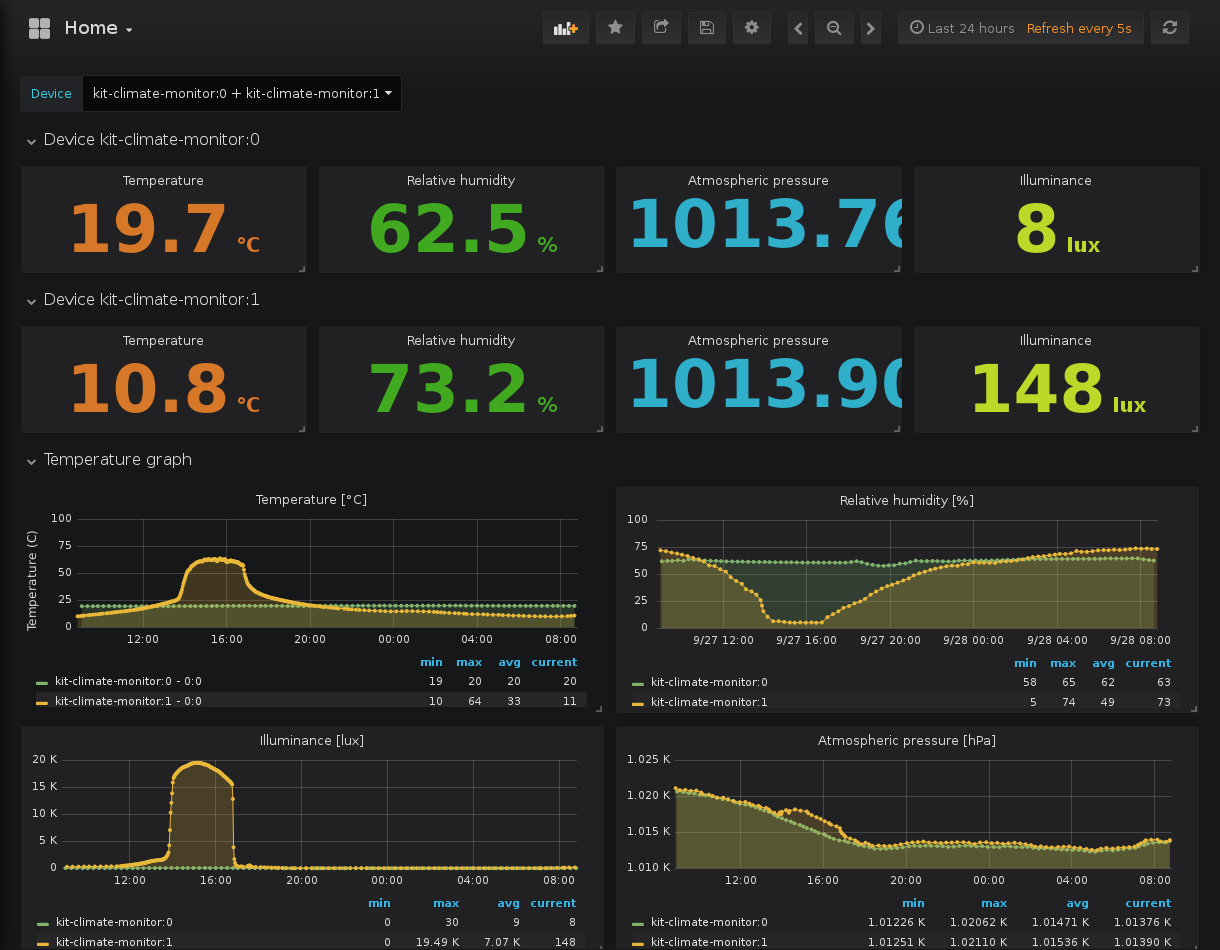 Home
Last 24 hours Refresh every 5s
Device kit-climate-monitor:0 + kit-climate-monitor:1
Device kit-climate-monitor:0
Temperature Relative humidity Atmospheric pressure Illuminance
19.7 °C 62.5 % 1013.76 8 lux
Device kit-climate-monitor:1
Temperature Relative humidity Atmospheric pressure Illuminance
10.8 °C 73.2 % 1013.90 148 lux
Temperature graph
Temperature [°C]
Temperature (C)
100
75
50
25
0
12:00 16:00 20:00 00:00 04:00 08:00
min max avg current
kit-climate-monitor:0 - 0:0 19 20 20 20
kit-climate-monitor:1 - 0:0 10 64 33 11
Relative humidity [%]
100
75
50
25
0
9/27 12:00 9/27 16:00 9/27 20:00 9/28 00:00 9/28 04:00 9/28 08:00
min max avg current
kit-climate-monitor:0 58 65 62 63
kit-climate-monitor:1 5 74 49 73
Illuminance [lux]
20 K
15 K
10 K
5 K
0
12:00 16:00 20:00 00:00 04:00 08:00
min max avg current
kit-climate-monitor:0 0 30 9 8
kit-climate-monitor:1 0 19.49 K 7.07 K 148
Atmospheric pressure [hPa]
1.025 K
1.020 K
1.015 K
1.010 K
12:00 16:00 20:00 00:00 04:00 08:00
min max avg current
kit-climate-monitor:0 1.01226 K 1.02062 K 1.01471 K 1.01376 K
kit-climate-monitor:1 1.01251 K 1.02110 K 1.01536 K 1.01390 K